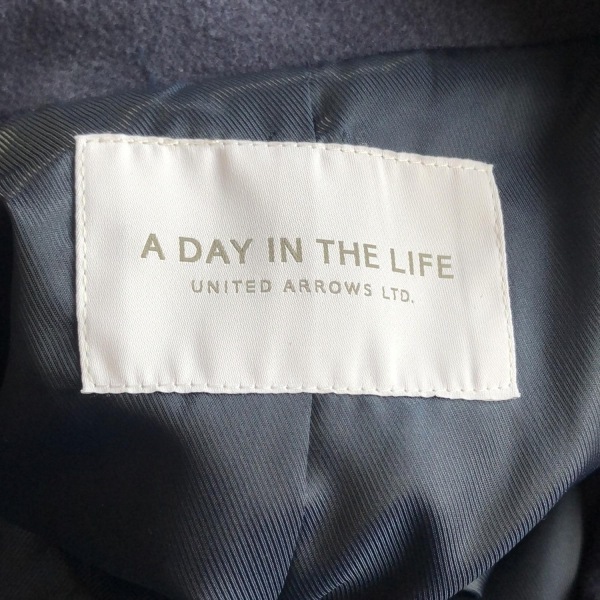 A DAY IN THE LIFE
UNITED ARROWS LTD.